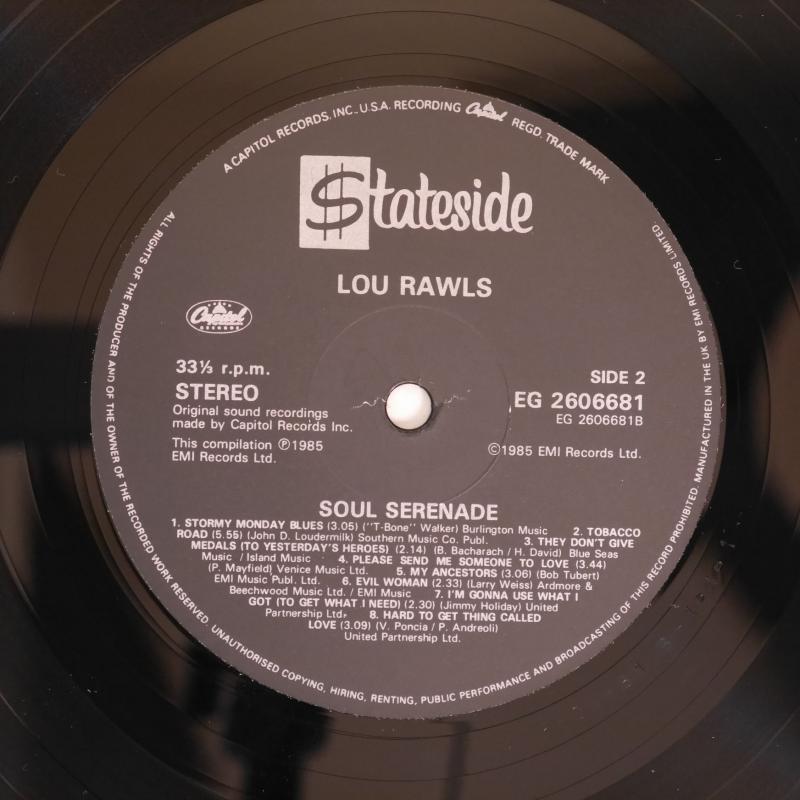 A CAPITOL RECORDS, INC., U.S.A. RECORDING Capitol REGD. TRADE MARK
$tateside
LOU RAWLS
Capitol
RECORDS
33⅓ r.p.m.
STEREO
Original sound recordings
made by Capitol Records Inc.
This compilation ℗1985
EMI Records Ltd.
SIDE 2
EG 2606681
EG 2606681B
©1985 EMI Records Ltd.
SOUL SERENADE
1. STORMY MONDAY BLUES (3.05) ("T-Bone" Walker) Burlington Music 2. TOBACCO
ROAD (5.55) (John D. Loudermilk) Southern Music Co. Publ. 3. THEY DON'T GIVE
MEDALS (TO YESTERDAY'S HEROES) (2.14) (B. Bacharach / H. David) Blue Seas
Music / Island Music 4. PLEASE SEND ME SOMEONE TO LOVE (3.44)
(P. Mayfield) Venice Music Ltd. 5. MY ANCESTORS (3.06) (Bob Tubert)
EMI Music Publ. Ltd. 6. EVIL WOMAN (2.33) (Larry Weiss) Ardmore &
Beechwood Music Ltd. / EMI Music 7. I'M GONNA USE WHAT I
GOT (TO GET WHAT I NEED) (2.30) (Jimmy Holiday) United
Partnership Ltd. 8. HARD TO GET THING CALLED
LOVE (3.09) (V. Poncia / P. Andreoli)
United Partnership Ltd.
ALL RIGHTS OF THE PRODUCER AND OF THE OWNER OF THE RECORDED WORK RESERVED. UNAUTHORISED COPYING, HIRING, RENTING, PUBLIC PERFORMANCE AND BROADCASTING OF THIS RECORD PROHIBITED. MANUFACTURED IN THE UK BY EMI RECORDS LIMITED.